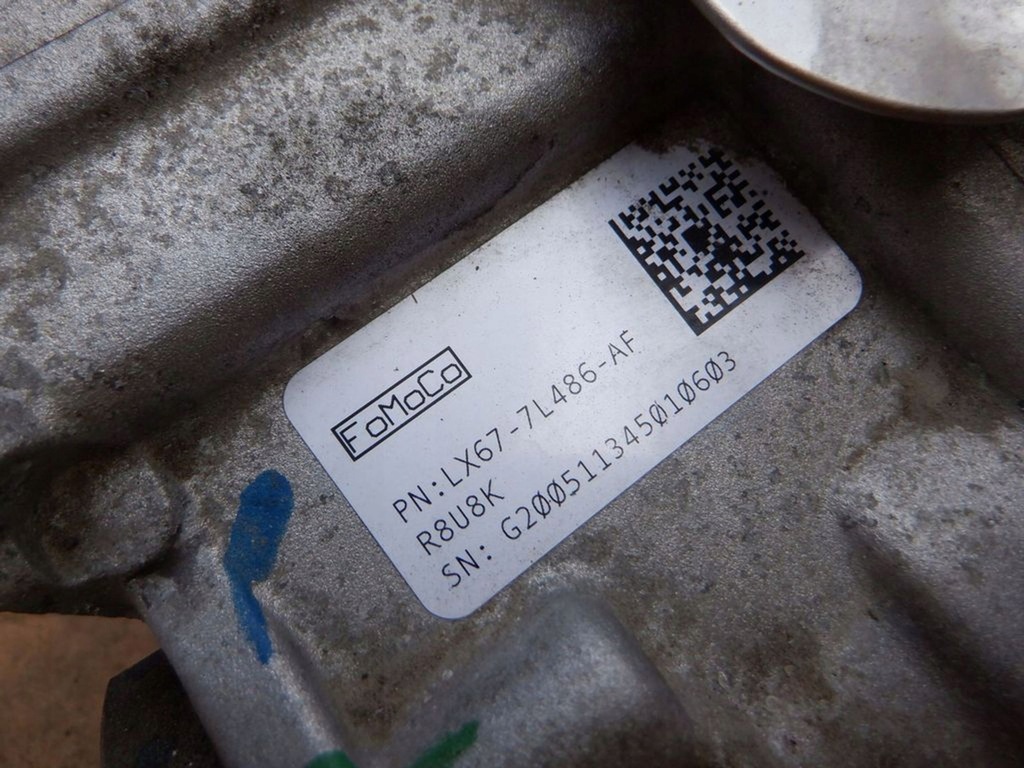 FoMoCo
PN:LX67-7L486-AF
R8U8K
SN: G200511345010603